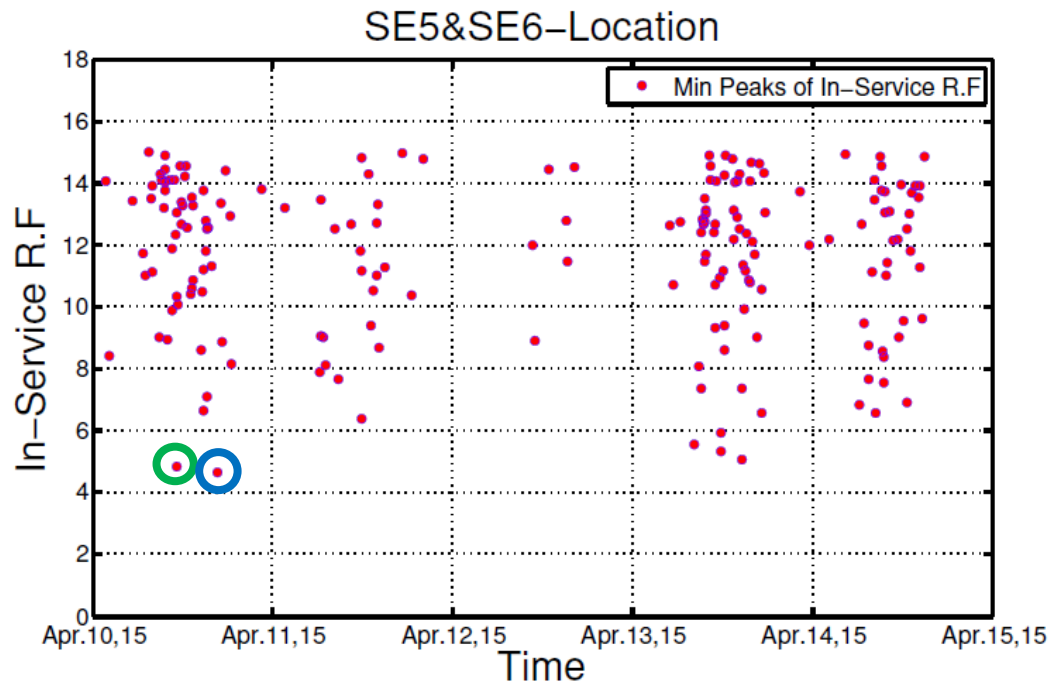 SE5&SE6−Location
Min Peaks of In−Service R.F
In−Service R.F
18
16
14
12
10
8
6
4
2
0
Apr.10,15 Apr.11,15 Apr.12,15 Apr.13,15 Apr.14,15 Apr.15,15
Time